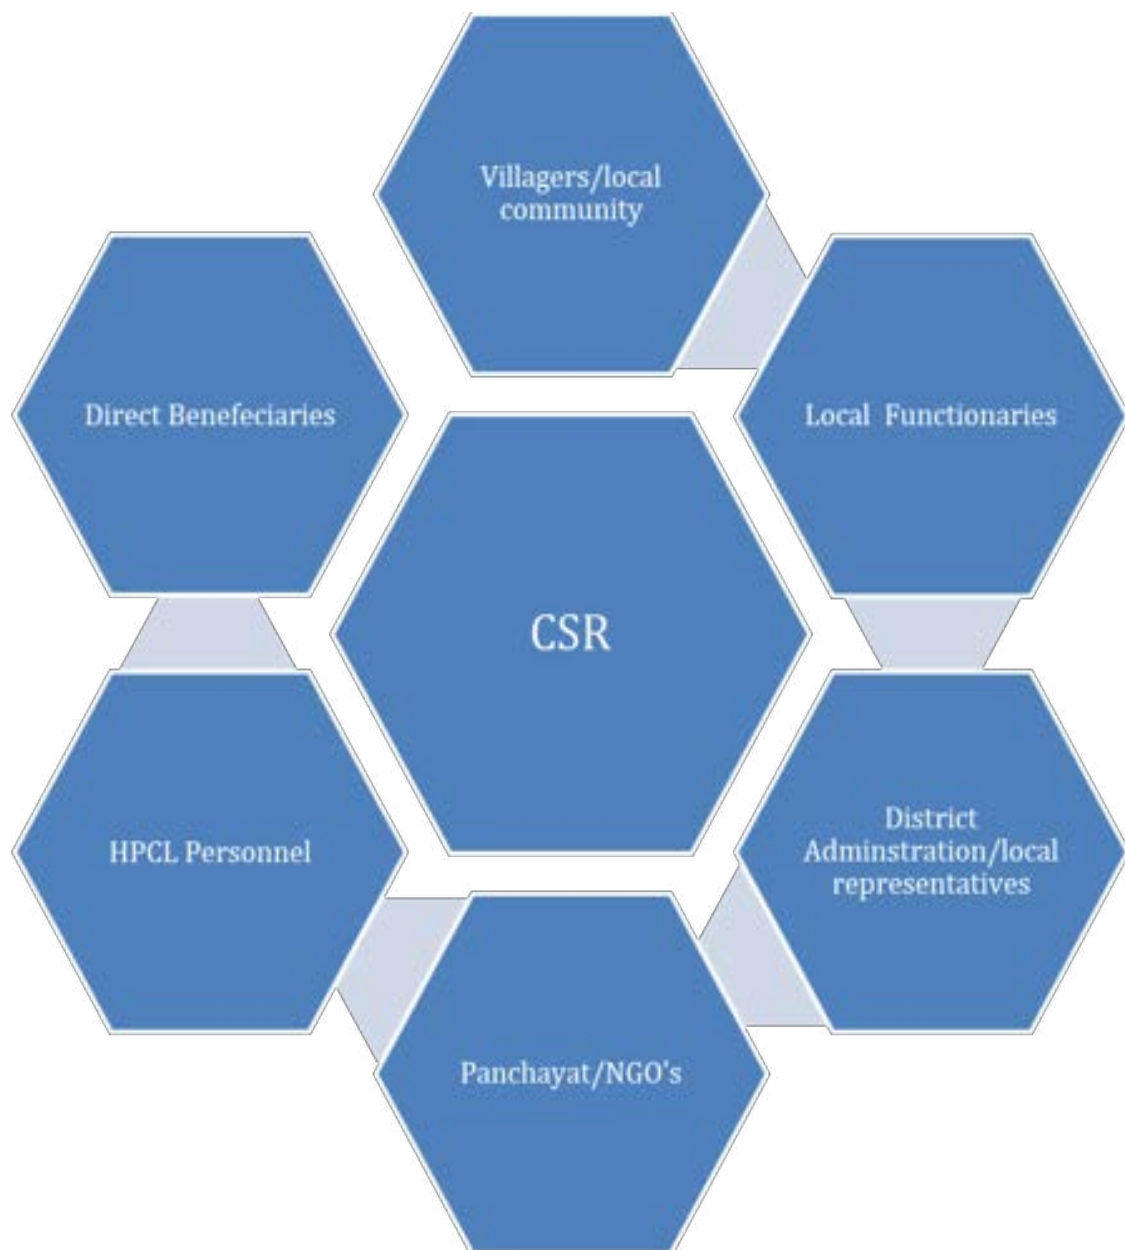 Villagers/local
community
Direct Benefeciaries
Local Functionaries
CSR
HPCL Personnel
District
Adminstration/local
representatives
Panchayat/NGO's